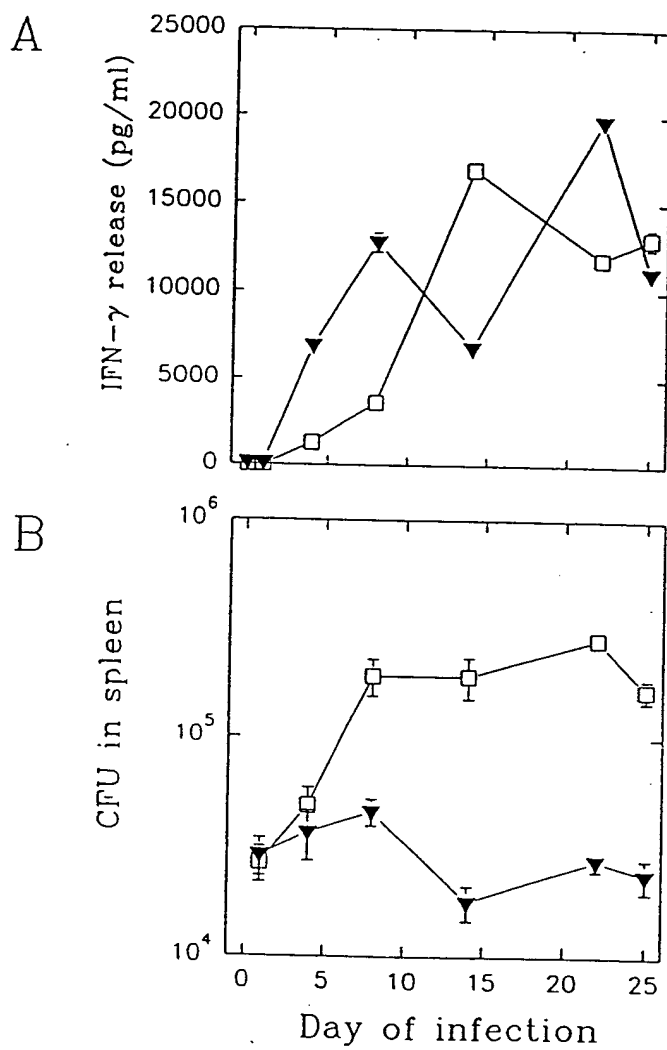 A
IFN-γ release (pg/ml)
25000
20000
15000
10000
5000
0
B
CFU in spleen
10⁶
10⁵
10⁴
0 5 10 15 20 25
Day of infection